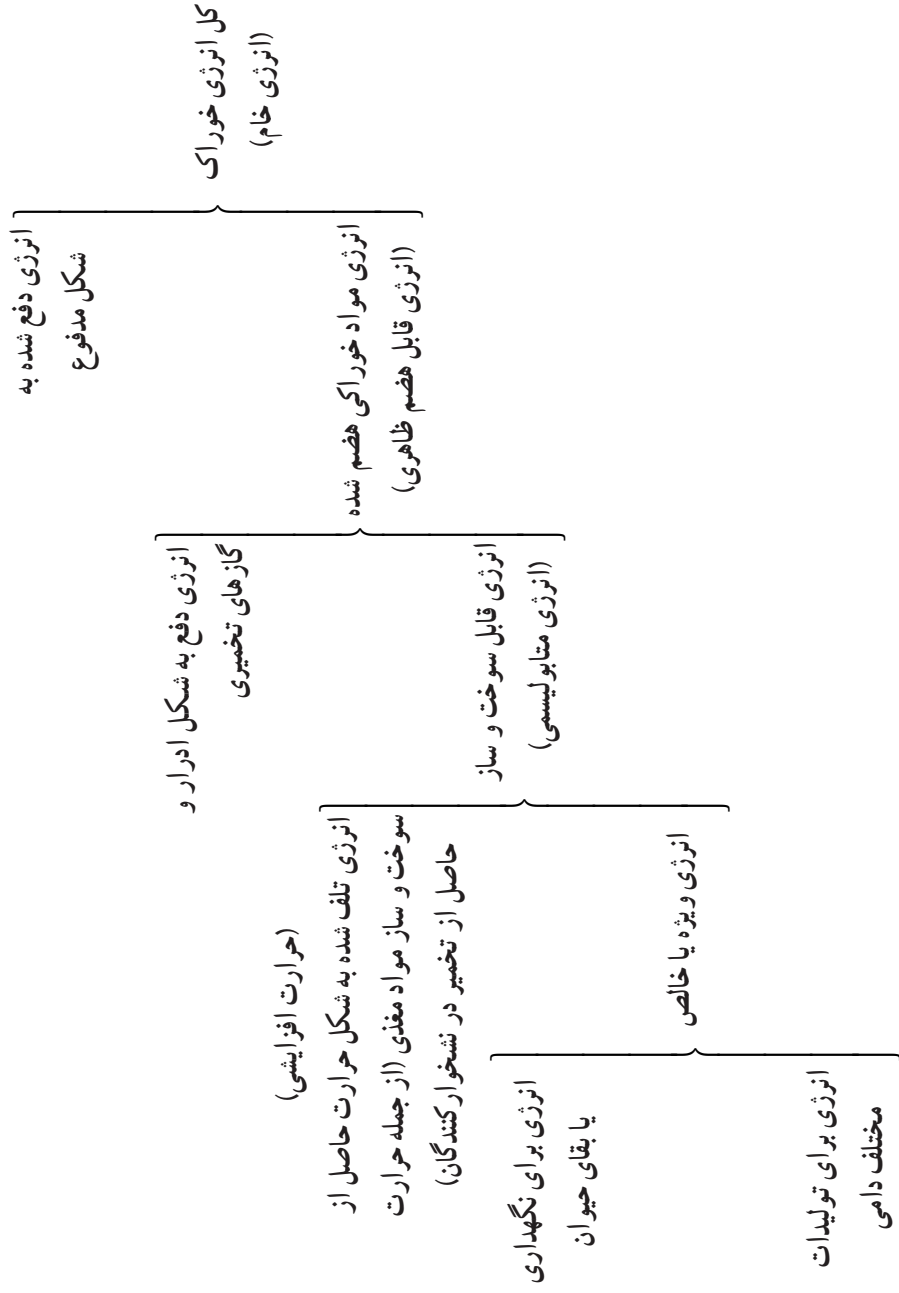 کل انرژی خوراک
(انرژی خام)
انرژی دفع شده به
شکل مدفوع
انرژی مواد خوراکی هضم شده
(انرژی قابل هضم ظاهری)
انرژی دفع به شکل ادرار و
گازهای تخمیری
انرژی قابل سوخت و ساز
(انرژی متابولیسمی)
(حرارت افزایشی)
انرژی تلف شده به شکل حرارت حاصل از
سوخت و ساز مواد مغذی (از جمله حرارت
حاصل از تخمیر در نشخوارکنندگان)
انرژی ویژه یا خالص
انرژی برای نگهداری
یا بقای حیوان
انرژی برای تولیدات
مختلف دامی